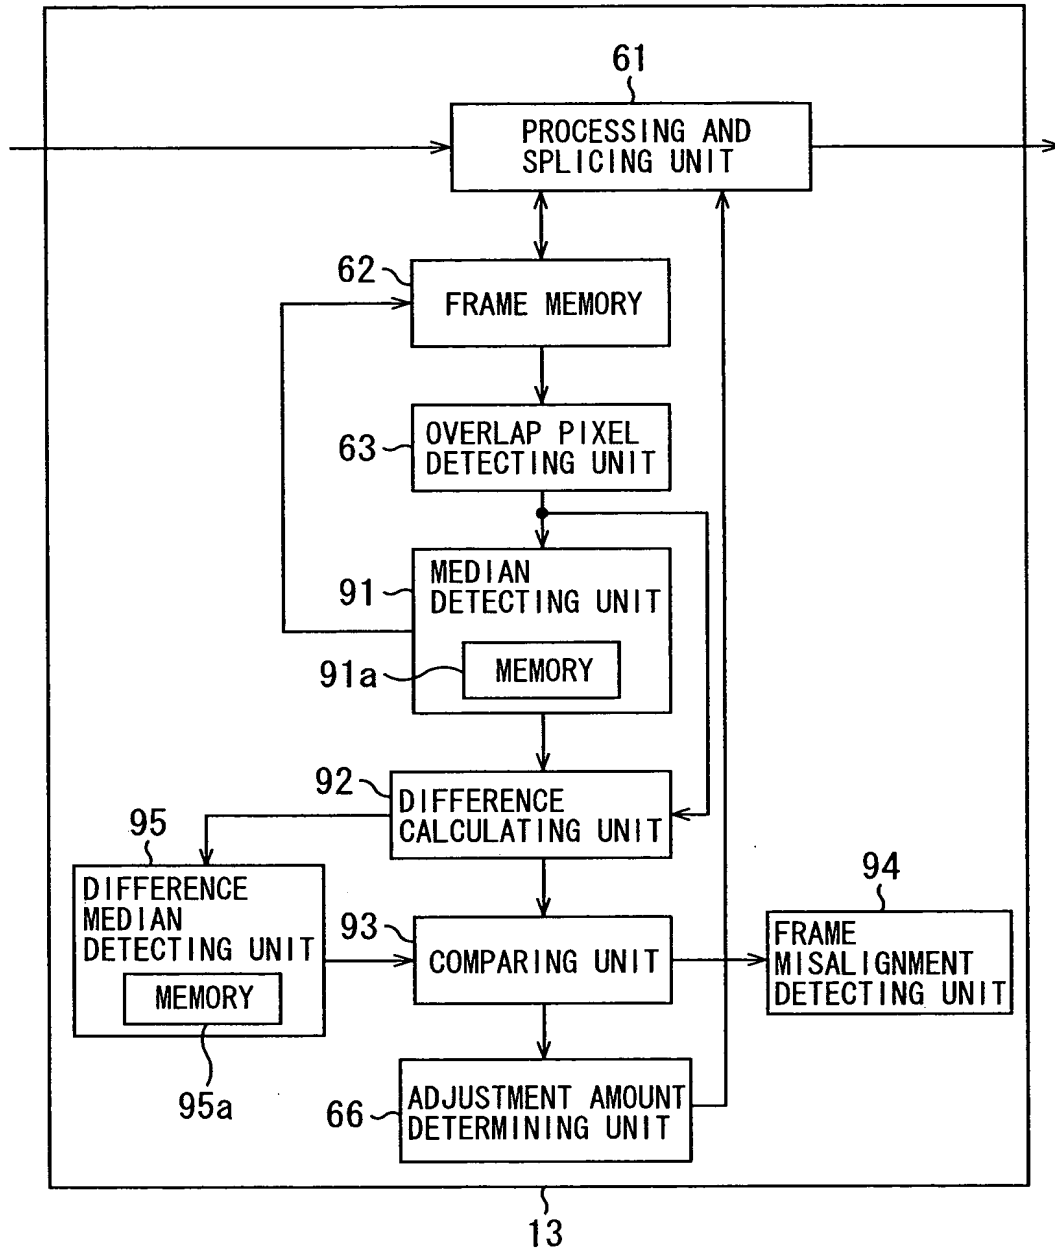 61
PROCESSING AND
SPLICING UNIT
62
FRAME MEMORY
63
OVERLAP PIXEL
DETECTING UNIT
91
MEDIAN
DETECTING UNIT
91a
MEMORY
92
DIFFERENCE
CALCULATING UNIT
95
DIFFERENCE
MEDIAN
DETECTING UNIT
MEMORY
95a
93
COMPARING UNIT
94
FRAME
MISALIGNMENT
DETECTING UNIT
66
ADJUSTMENT AMOUNT
DETERMINING UNIT
13